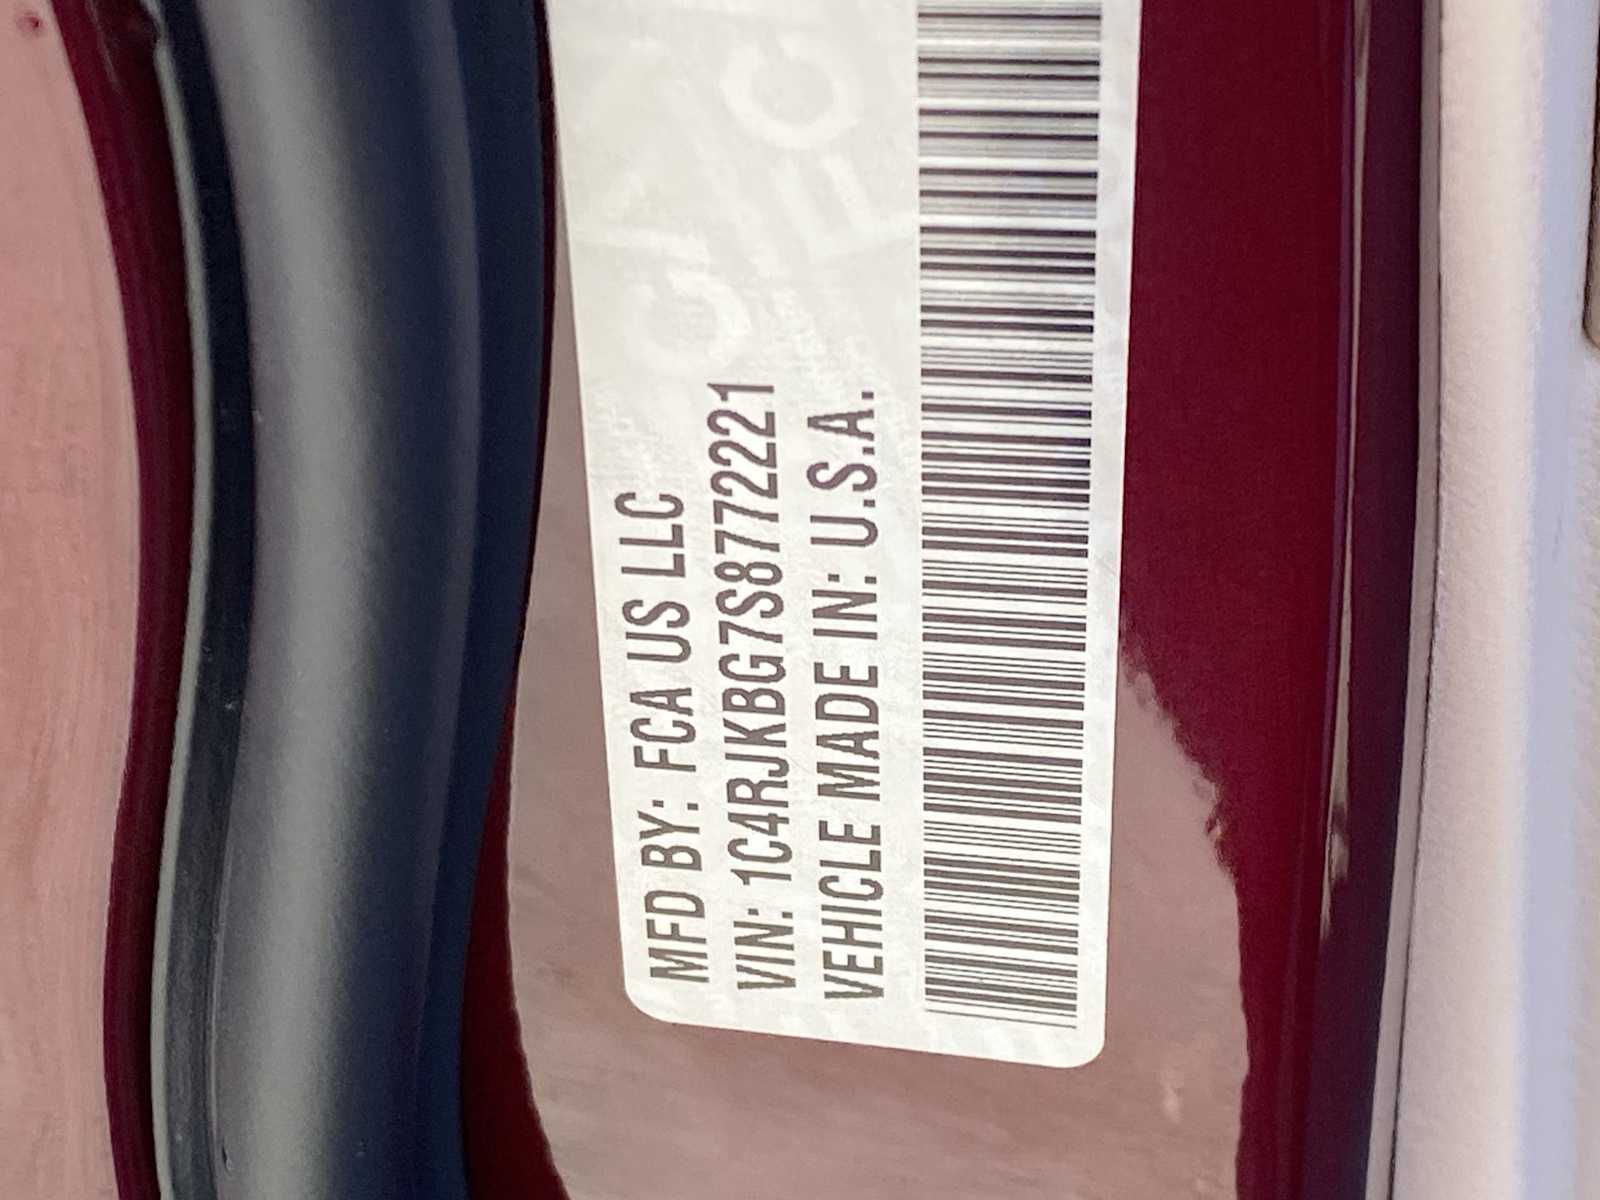 MFD BY: FCA US LLC
VIN: 1C4RJKBG7S8772221
VEHICLE MADE IN: U.S.A.